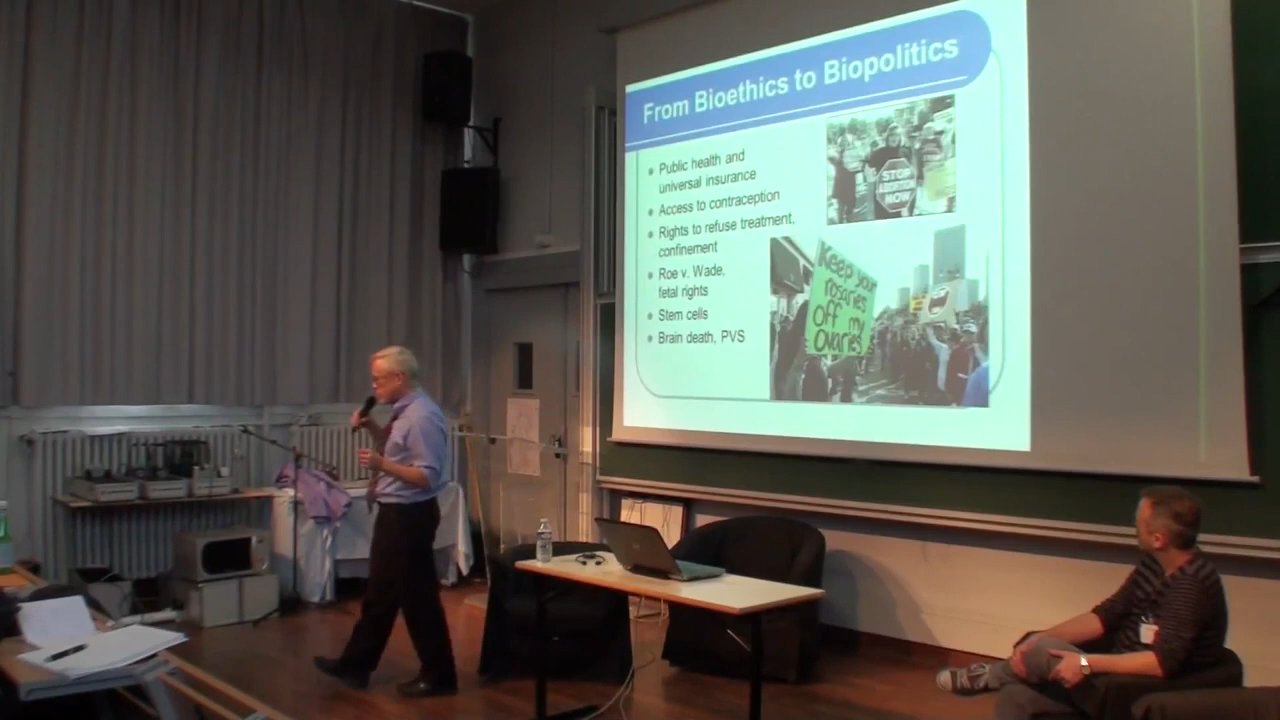 From Bioethics to Biopolitics
Public health and
universal insurance
Access to contraception
Rights to refuse treatment,
confinement
Roe v. Wade,
fetal rights
Stem cells
Brain death, PVS
STOP
ABORTION
NOW
Keep your
rosaries
off my
ovaries